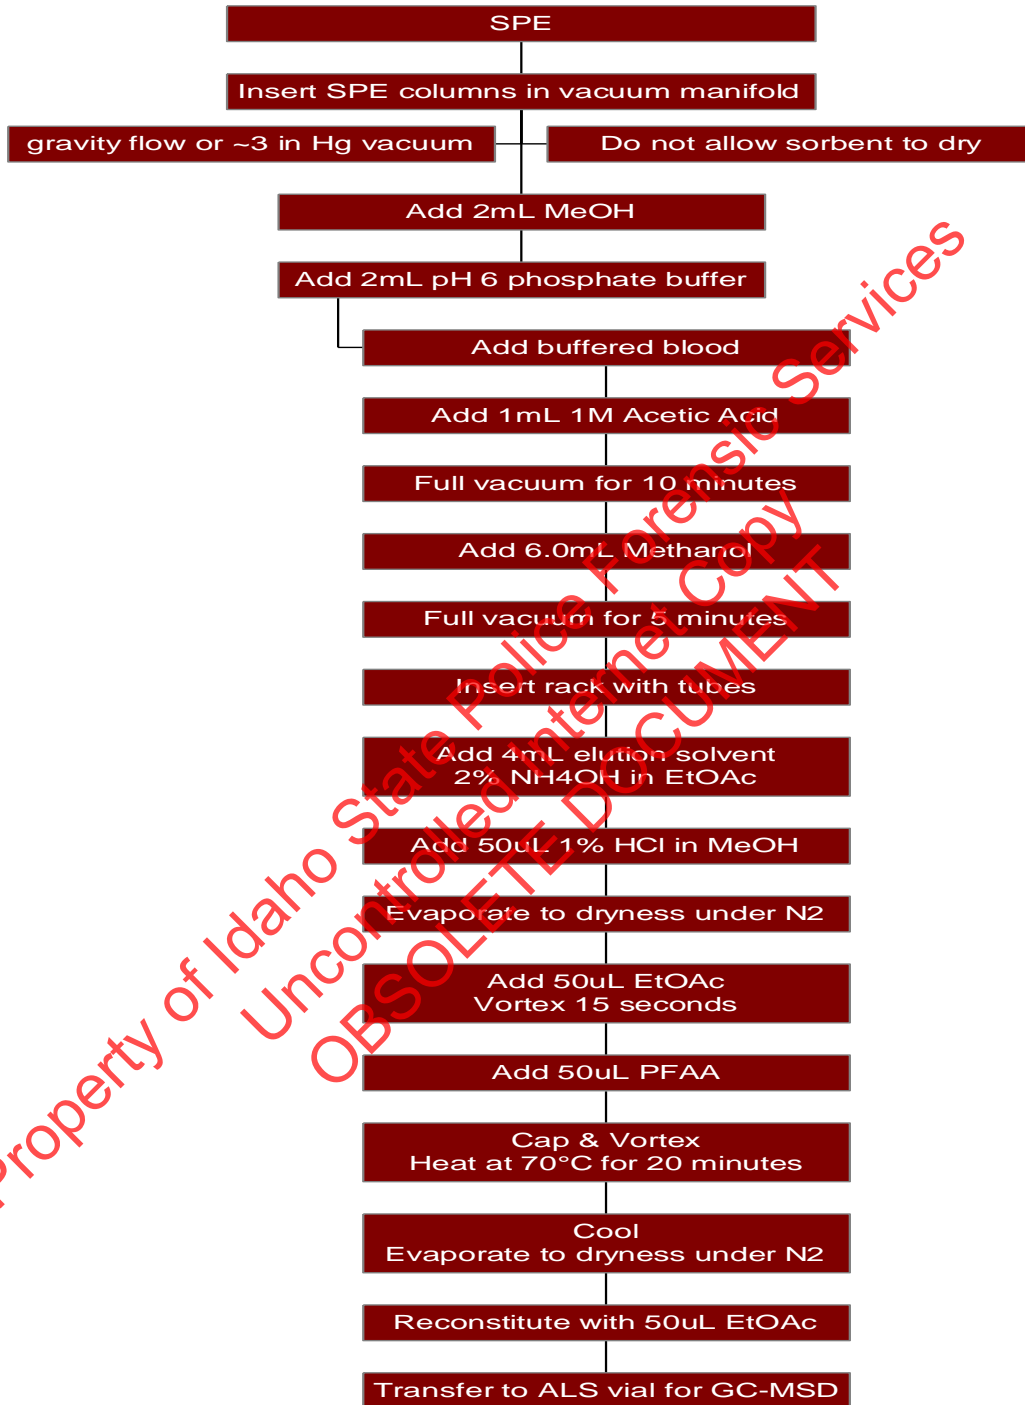 SPE
Insert SPE columns in vacuum manifold
gravity flow or ~3 in Hg vacuum
Do not allow sorbent to dry
Add 2mL MeOH
Add 2mL pH 6 phosphate buffer
Add buffered blood
Add 1mL 1M Acetic Acid
Full vacuum for 10 minutes
Add 6.0mL Methanol
Full vacuum for 5 minutes
Insert rack with tubes
Add 4mL elution solvent
2% NH4OH in EtOAc
Add 50uL 1% HCl in MeOH
Evaporate to dryness under N2
Add 50uL EtOAc
Vortex 15 seconds
Add 50uL PFAA
Cap & Vortex
Heat at 70°C for 20 minutes
Cool
Evaporate to dryness under N2
Reconstitute with 50uL EtOAc
Transfer to ALS vial for GC-MSD
Property of Idaho State Police Forensic Services
Uncontrolled Internet Copy
OBSOLETE DOCUMENT